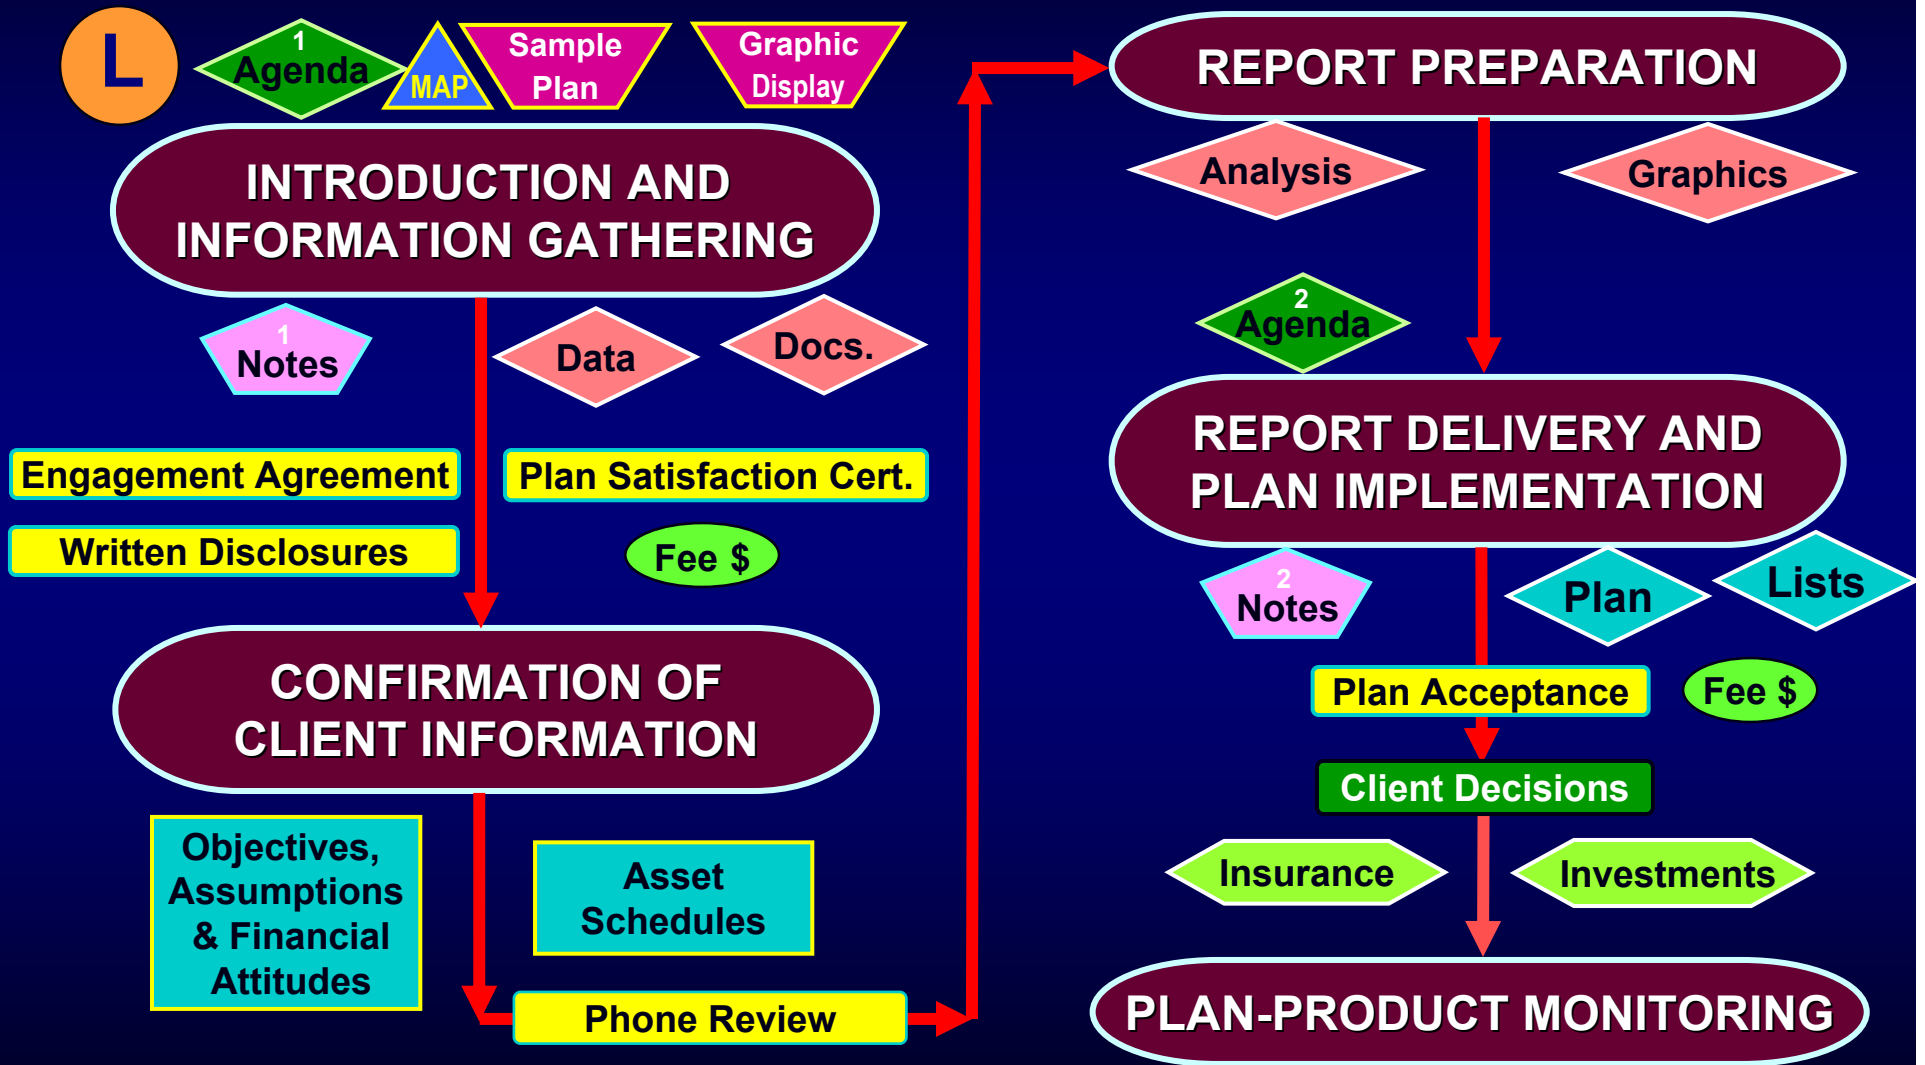 L
1
Agenda
MAP
Sample
Plan
Graphic
Display
INTRODUCTION AND
INFORMATION GATHERING
1
Notes
Data
Docs.
Engagement Agreement
Plan Satisfaction Cert.
Written Disclosures
Fee $
CONFIRMATION OF
CLIENT INFORMATION
Objectives,
Assumptions
& Financial
Attitudes
Asset
Schedules
Phone Review
REPORT PREPARATION
Analysis
Graphics
2
Agenda
REPORT DELIVERY AND
PLAN IMPLEMENTATION
2
Notes
Plan
Lists
Plan Acceptance
Fee $
Client Decisions
Insurance
Investments
PLAN-PRODUCT MONITORING